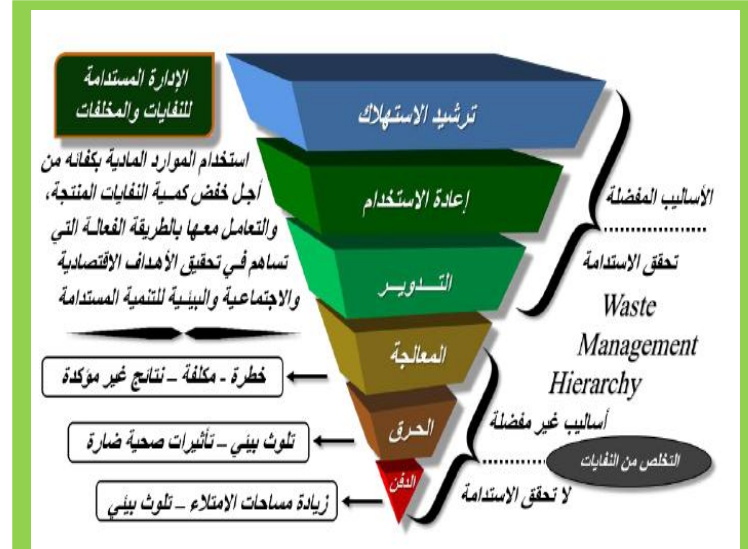 الإدارة المستدامة
للنفايات والمخلفات
استخدام الموارد المادية بكفائه من
أجل خفض كمية النفايات المنتجة،
والتعامل معها بالطريقة الفعالة التي
تساهم في تحقيق الأهداف الاقتصادية
والاجتماعية والبيئية للتنمية المستدامة
ترشيد الاستهلاك
إعادة الاستخدام
التدويـر
المعالجة
الحرق
الدفن
الأساليب المفضلة
تحقق الاستدامة
Waste
Management
Hierarchy
أساليب غير مفضلة
لا تحقق الاستدامة
التخلص من النفايات
خطرة - مكلفة – نتائج غير مؤكدة
تلوث بيئي – تأثيرات صحية ضارة
زيادة مساحات الامتلاء – تلوث بيئي